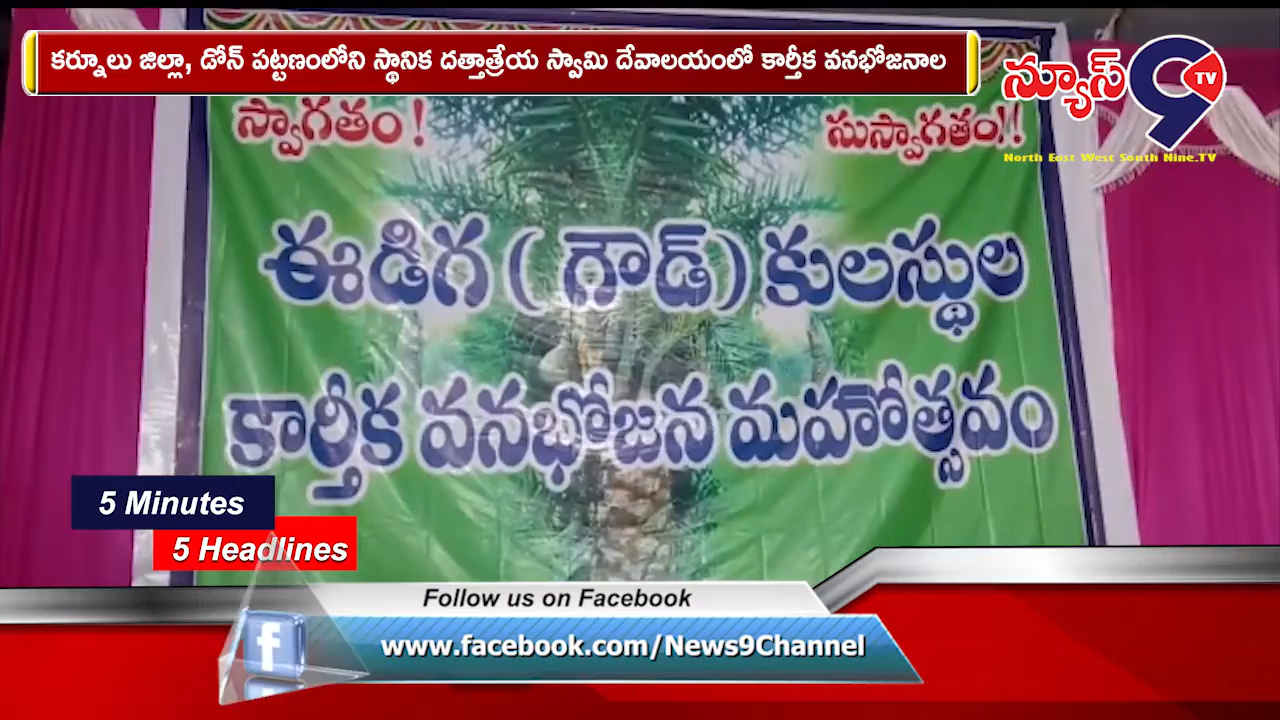 కర్నూలు జిల్లా, డోన్ పట్టణంలోని స్థానిక దత్తాత్రేయ స్వామి దేవాలయంలో కార్తీక వనభోజనాల
న్యూస్ 9 TV
North East West South Nine.TV
స్వాగతం! సుస్వాగతం!!
ఈడిగ (గౌడ్) కులస్థుల
కార్తీక వనభోజన మహోత్సవం
5 Minutes
5 Headlines
Follow us on Facebook
f www.facebook.com/News9Channel